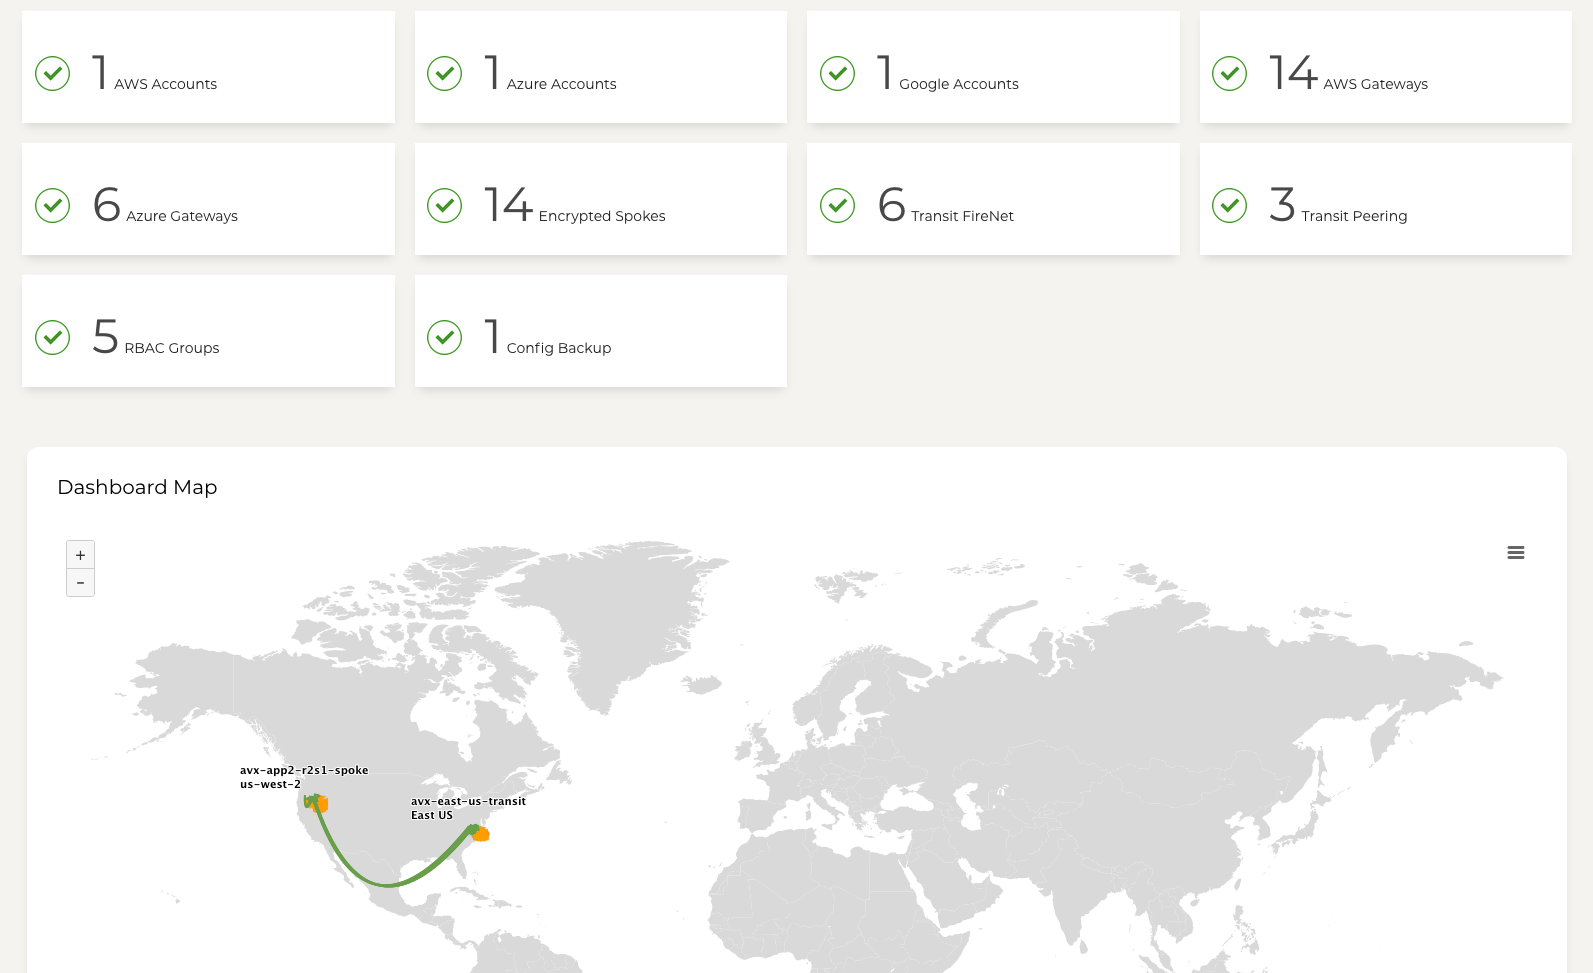 1 AWS Accounts
1 Azure Accounts
1 Google Accounts
14 AWS Gateways
6 Azure Gateways
14 Encrypted Spokes
6 Transit FireNet
3 Transit Peering
5 RBAC Groups
1 Config Backup
Dashboard Map
+
-
avx-app2-r2s1-spoke
us-west-2
avx-east-us-transit
East US